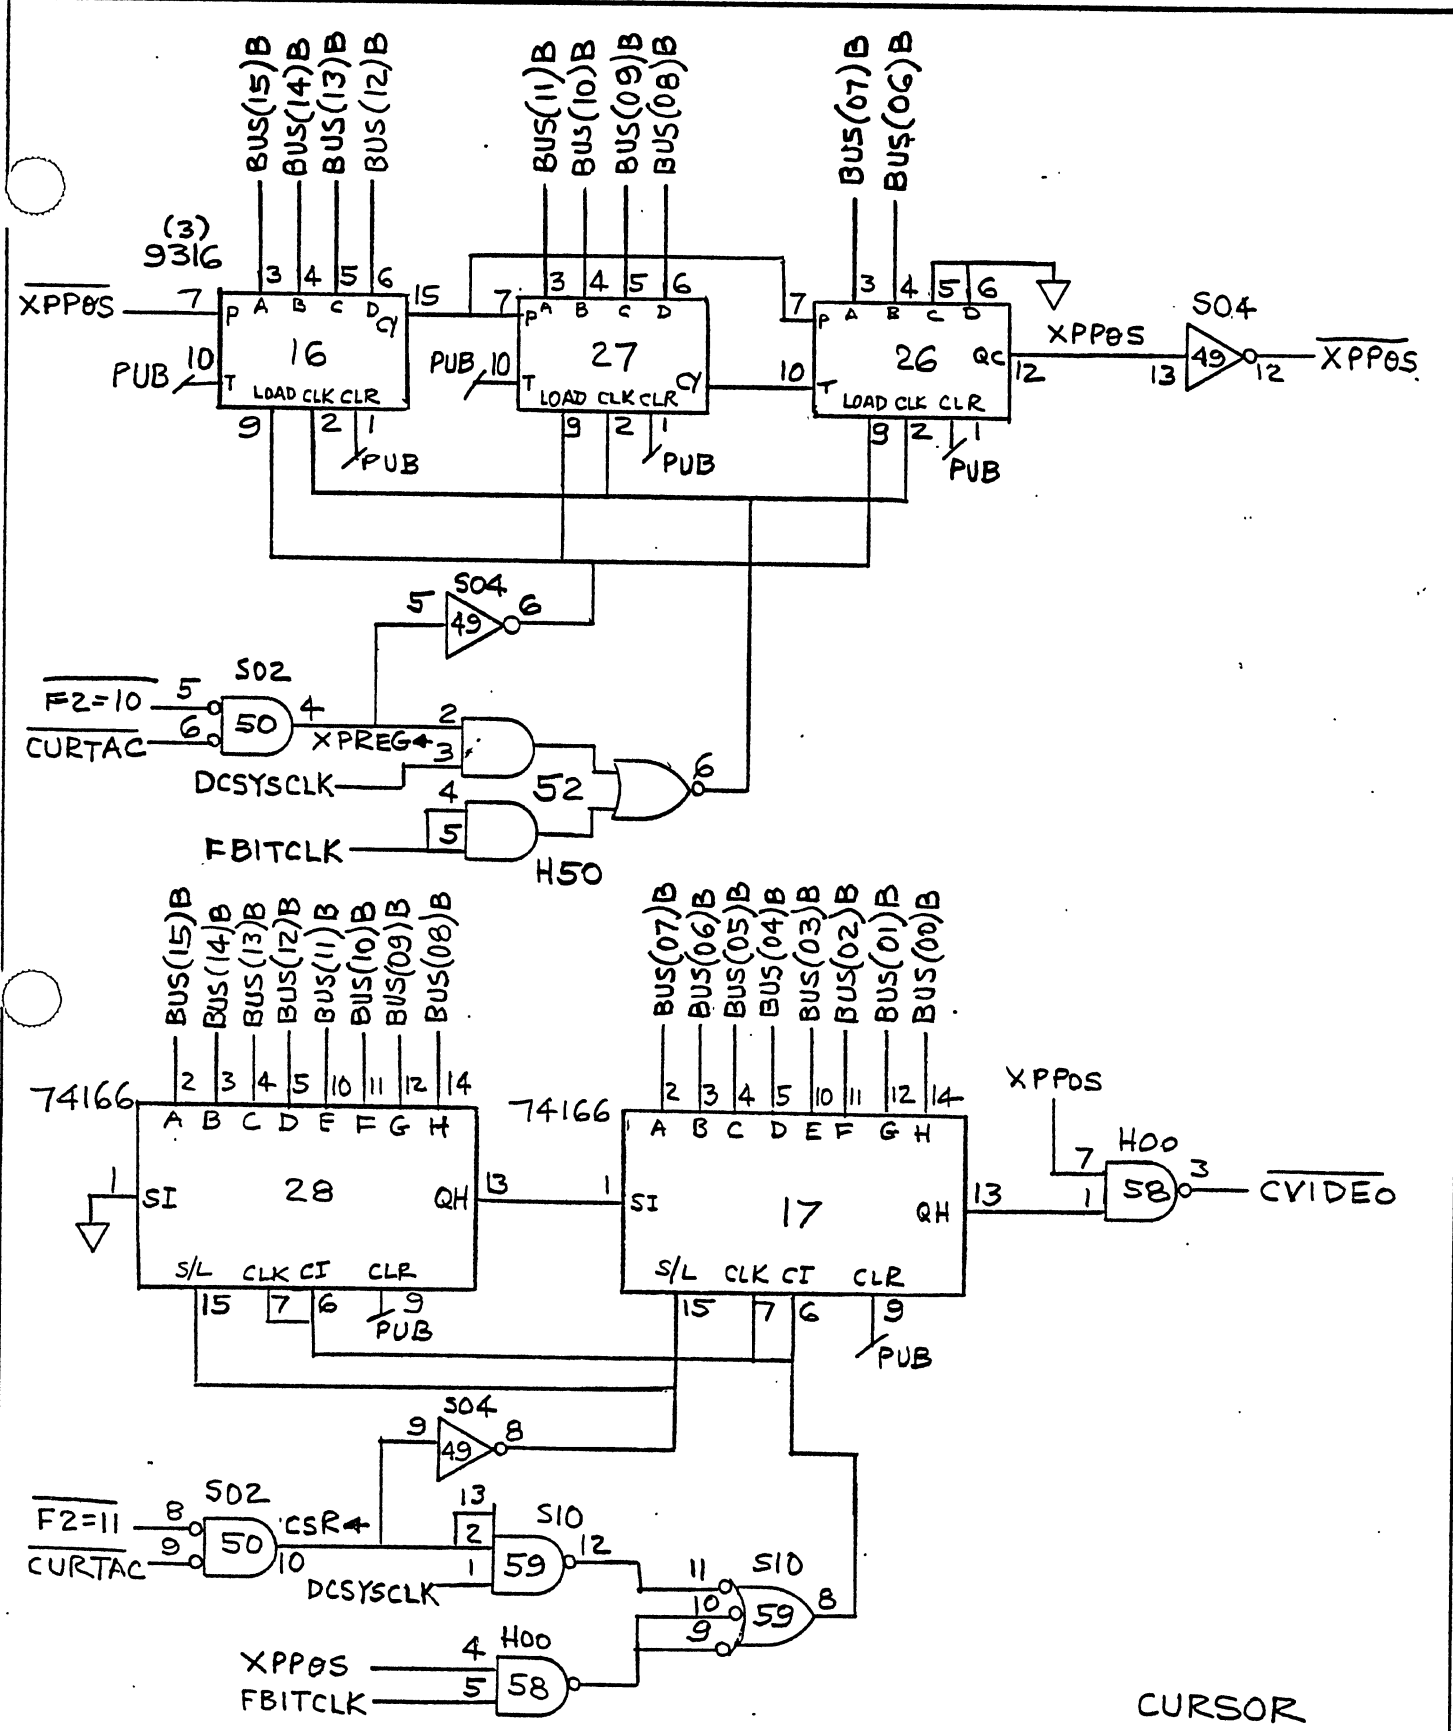 BUS(15)B BUS(14)B BUS(13)B BUS(12)B BUS(11)B BUS(10)B BUS(09)B BUS(08)B BUS(07)B BUS(06)B
(3)
9316
3 4 5 6 3 4 5 6 3 4 5 6
XPPOS 7 P A B C D CY 15 7 P A B C D 7 P A B C D S04
16 27 26 QC 12 XPPOS 13 49 12 XPPOS
PUB 10 T PUB 10 T CY 10 T
LOAD CLK CLR LOAD CLK CLR LOAD CLK CLR
9 2 1 9 2 1 9 2 1
PUB PUB PUB
S04
5 49 6
S02
F2=10 5 50 4 2
CURTAC 6 XPREG← 3
DCSYSCLK 52 6
4
FBITCLK 5
H50
BUS(15)B BUS(14)B BUS(13)B BUS(12)B BUS(11)B BUS(10)B BUS(09)B BUS(08)B BUS(07)B BUS(06)B BUS(05)B BUS(04)B BUS(03)B BUS(02)B BUS(01)B BUS(00)B
74166 2 3 4 5 10 11 12 14 74166 2 3 4 5 10 11 12 14 XPPOS
A B C D E F G H A B C D E F G H H00
1 SI 28 QH 13 1 SI 17 QH 13 7 1 58 3 CVIDEO
S/L CLK CI CLR S/L CLK CI CLR
15 7 6 9 15 7 6 9
PUB PUB
S04
9 49 8
S02
F2=11 8 50 CSR← 13 2 S10
CURTAC 9 10 1 59 12 11 S10
DCSYSCLK 10 59 8
9
H00
XPPOS 4
FBITCLK 5 58
CURSOR